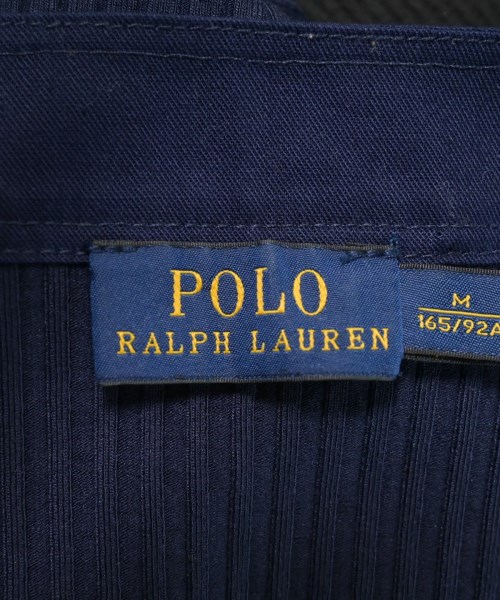 POLO
RALPH LAUREN
M
165/92A